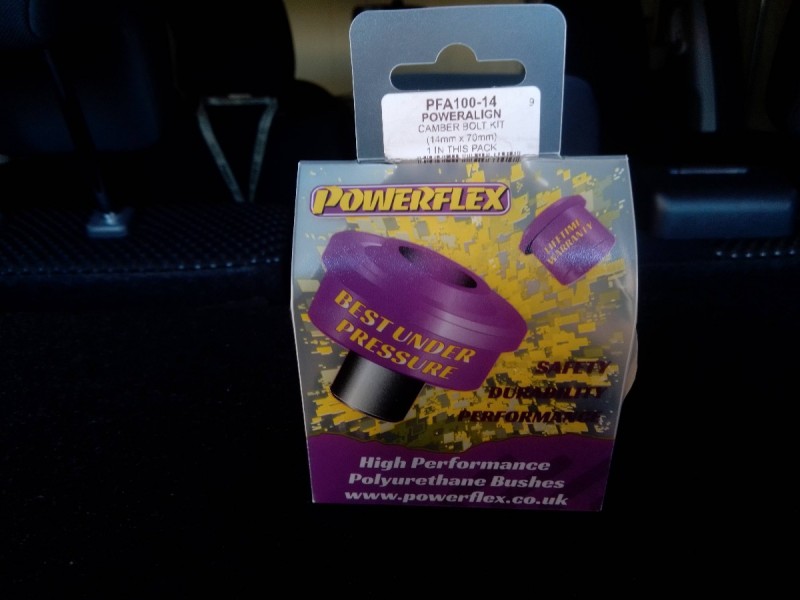 PFA100-14
9
POWERALIGN
CAMBER BOLT KIT
(14mm x 70mm)
1 IN THIS PACK
POWERFLEX
LIFETIME
WARRANTY
BEST UNDER
PRESSURE
SAFETY
DURABILITY
PERFORMANCE
High Performance
Polyurethane Bushes
www.powerflex.co.uk